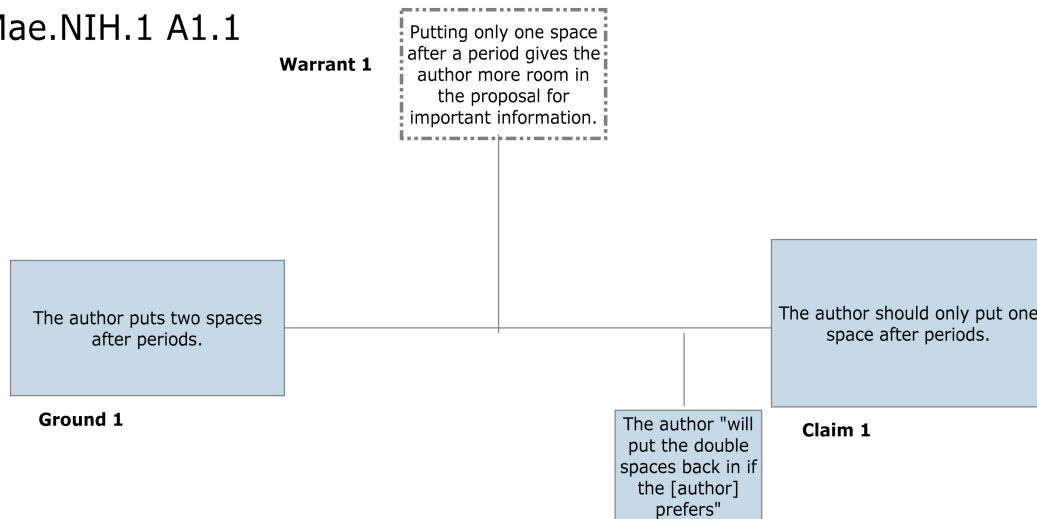 Mae.NIH.1 A1.1
Warrant 1
Putting only one space
after a period gives the
author more room in
the proposal for
important information.
The author puts two spaces
after periods.
Ground 1
The author should only put one
space after periods.
Claim 1
The author "will
put the double
spaces back in if
the [author]
prefers"